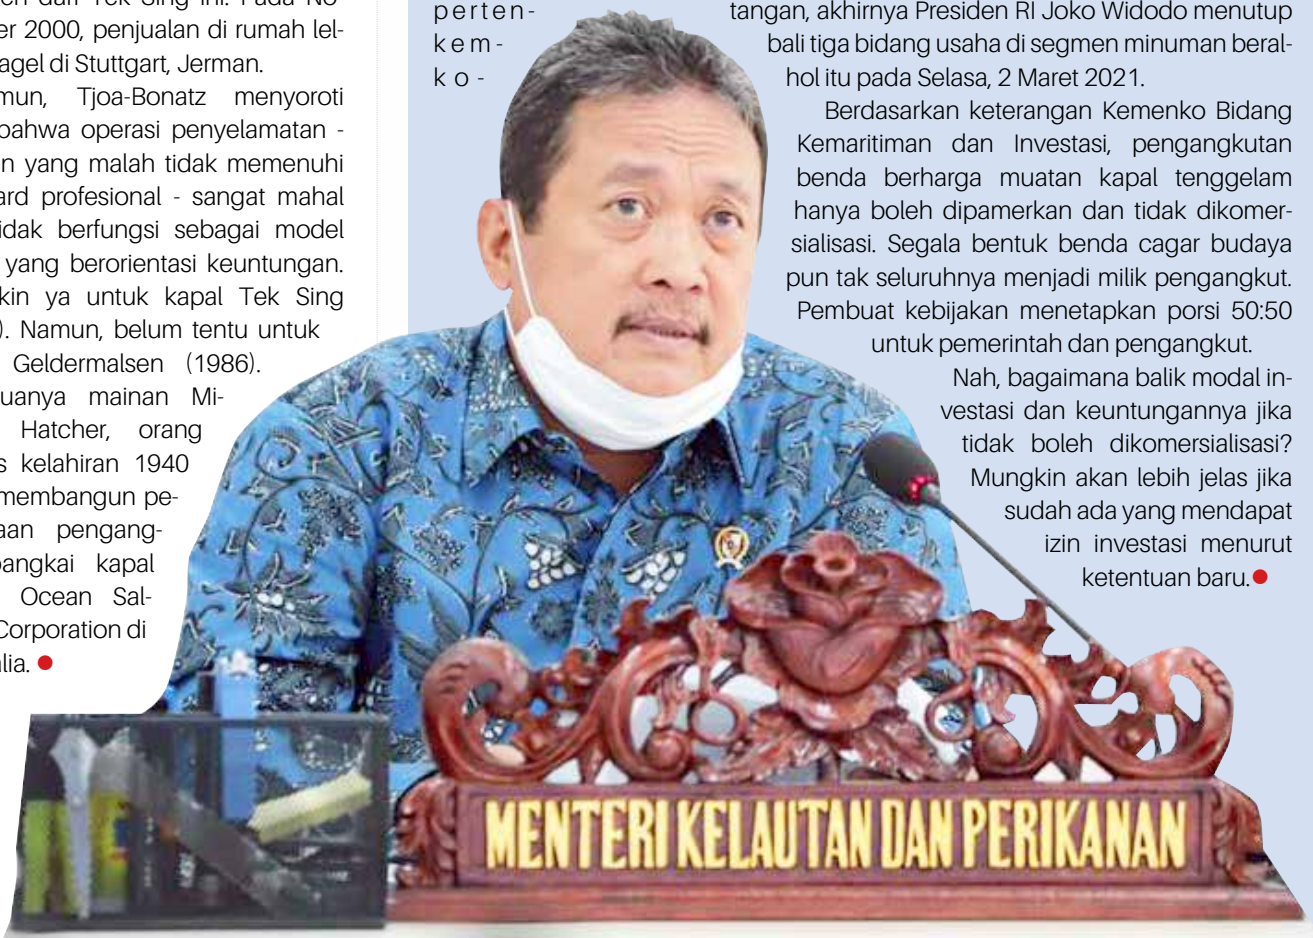 dari Tek Sing ini. Pada No-
er 2000, penjualan di rumah lel-
agel di Stuttgart, Jerman.
mun, Tjoa-Bonatz menyoroti
bahwa operasi penyelamatan -
n yang malah tidak memenuhi
ard profesional - sangat mahal
idak berfungsi sebagai model
yang berorientasi keuntungan.
kin ya untuk kapal Tek Sing
). Namun, belum tentu untuk
Geldermalsen (1986).
uanya mainan Mi-
Hatcher, orang
s kelahiran 1940
membangun pe-
aan pengang-
bangkai kapal
Ocean Sal-
Corporation di
lia.
perten-
kem-
ko-
tangan, akhirnya Presiden RI Joko Widodo menutup
bali tiga bidang usaha di segmen minuman beral-
hol itu pada Selasa, 2 Maret 2021.
Berdasarkan keterangan Kemenko Bidang
Kemaritiman dan Investasi, pengangkutan
benda berharga muatan kapal tenggelam
hanya boleh dipamerkan dan tidak dikomer-
sialisasi. Segala bentuk benda cagar budaya
pun tak seluruhnya menjadi milik pengangkut.
Pembuat kebijakan menetapkan porsi 50:50
untuk pemerintah dan pengangkut.
Nah, bagaimana balik modal in-
vestasi dan keuntungannya jika
tidak boleh dikomersialisasi?
Mungkin akan lebih jelas jika
sudah ada yang mendapat
izin investasi menurut
ketentuan baru.
MENTERI KELAUTAN DAN PERIKANAN